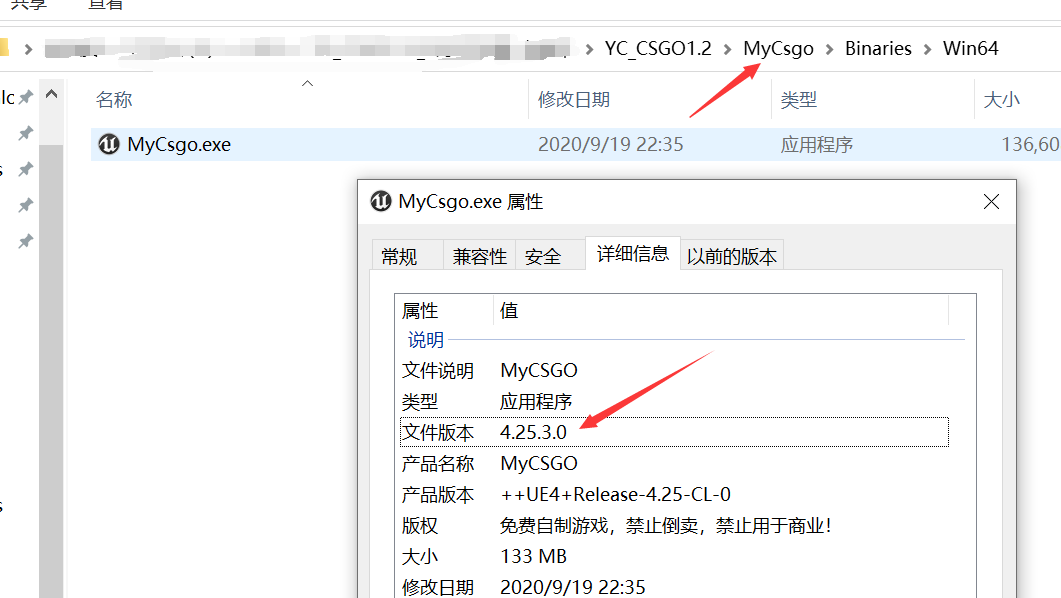 共享 查看
YC_CSGO1.2 > MyCsgo > Binaries > Win64
名称 修改日期 类型 大小
MyCsgo.exe 2020/9/19 22:35 应用程序 136,60
MyCsgo.exe 属性
常规 兼容性 安全 详细信息 以前的版本
属性 值
说明
文件说明 MyCSGO
类型 应用程序
文件版本 4.25.3.0
产品名称 MyCSGO
产品版本 ++UE4+Release-4.25-CL-0
版权 免费自制游戏，禁止倒卖，禁止用于商业！
大小 133 MB
修改日期 2020/9/19 22:35